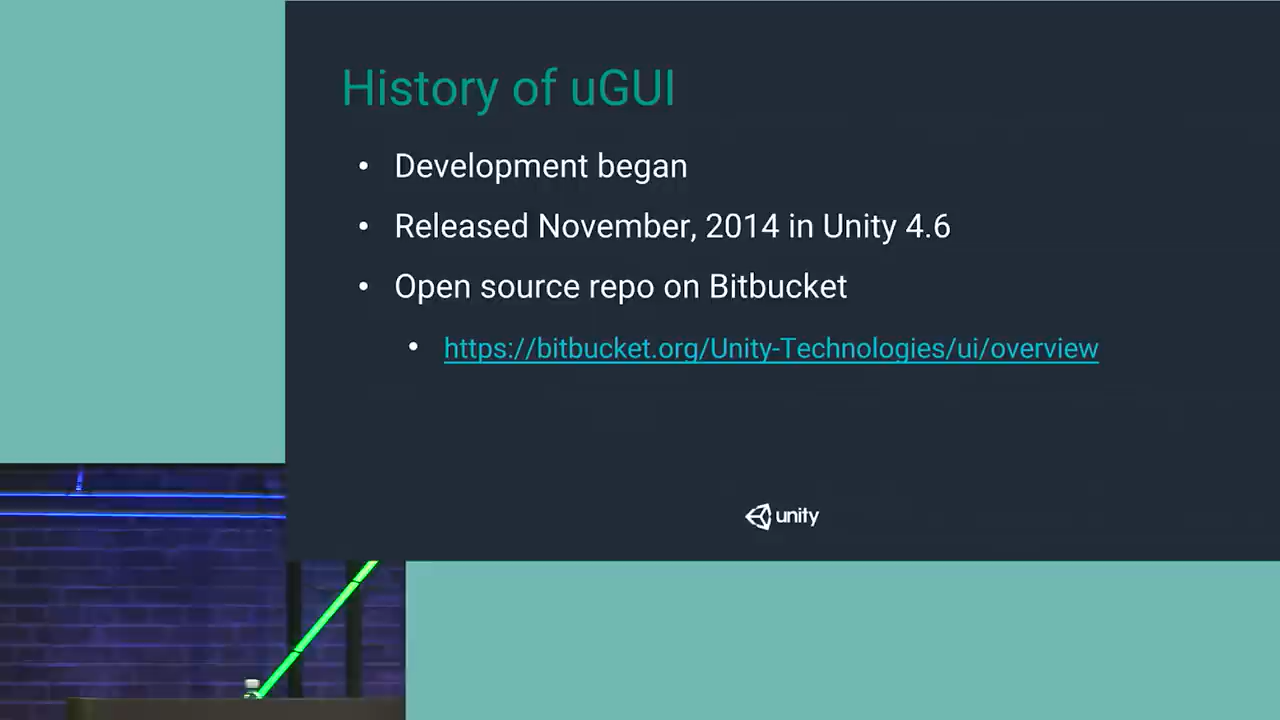 History of uGUI
• Development began
• Released November, 2014 in Unity 4.6
• Open source repo on Bitbucket
• https://bitbucket.org/Unity-Technologies/ui/overview
unity